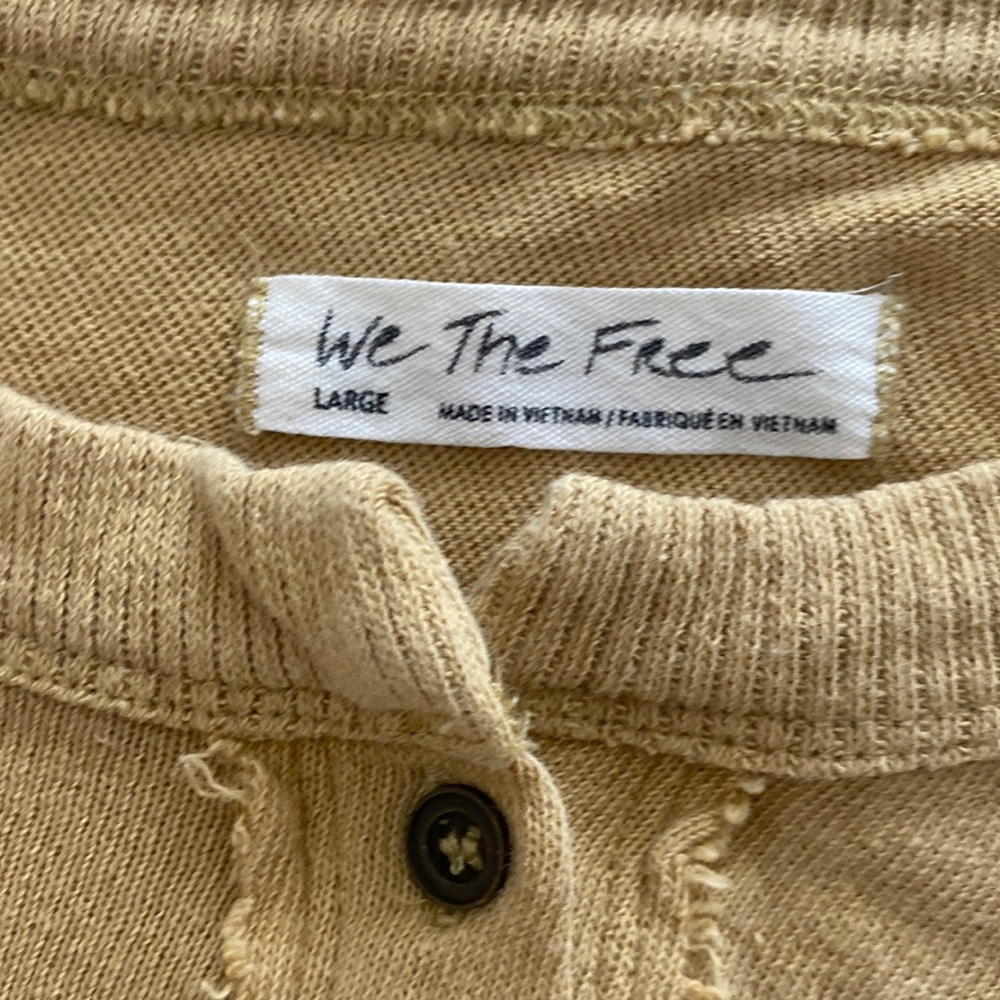 We The Free
LARGE MADE IN VIETNAM / FABRIQUÉ EN VIETNAM